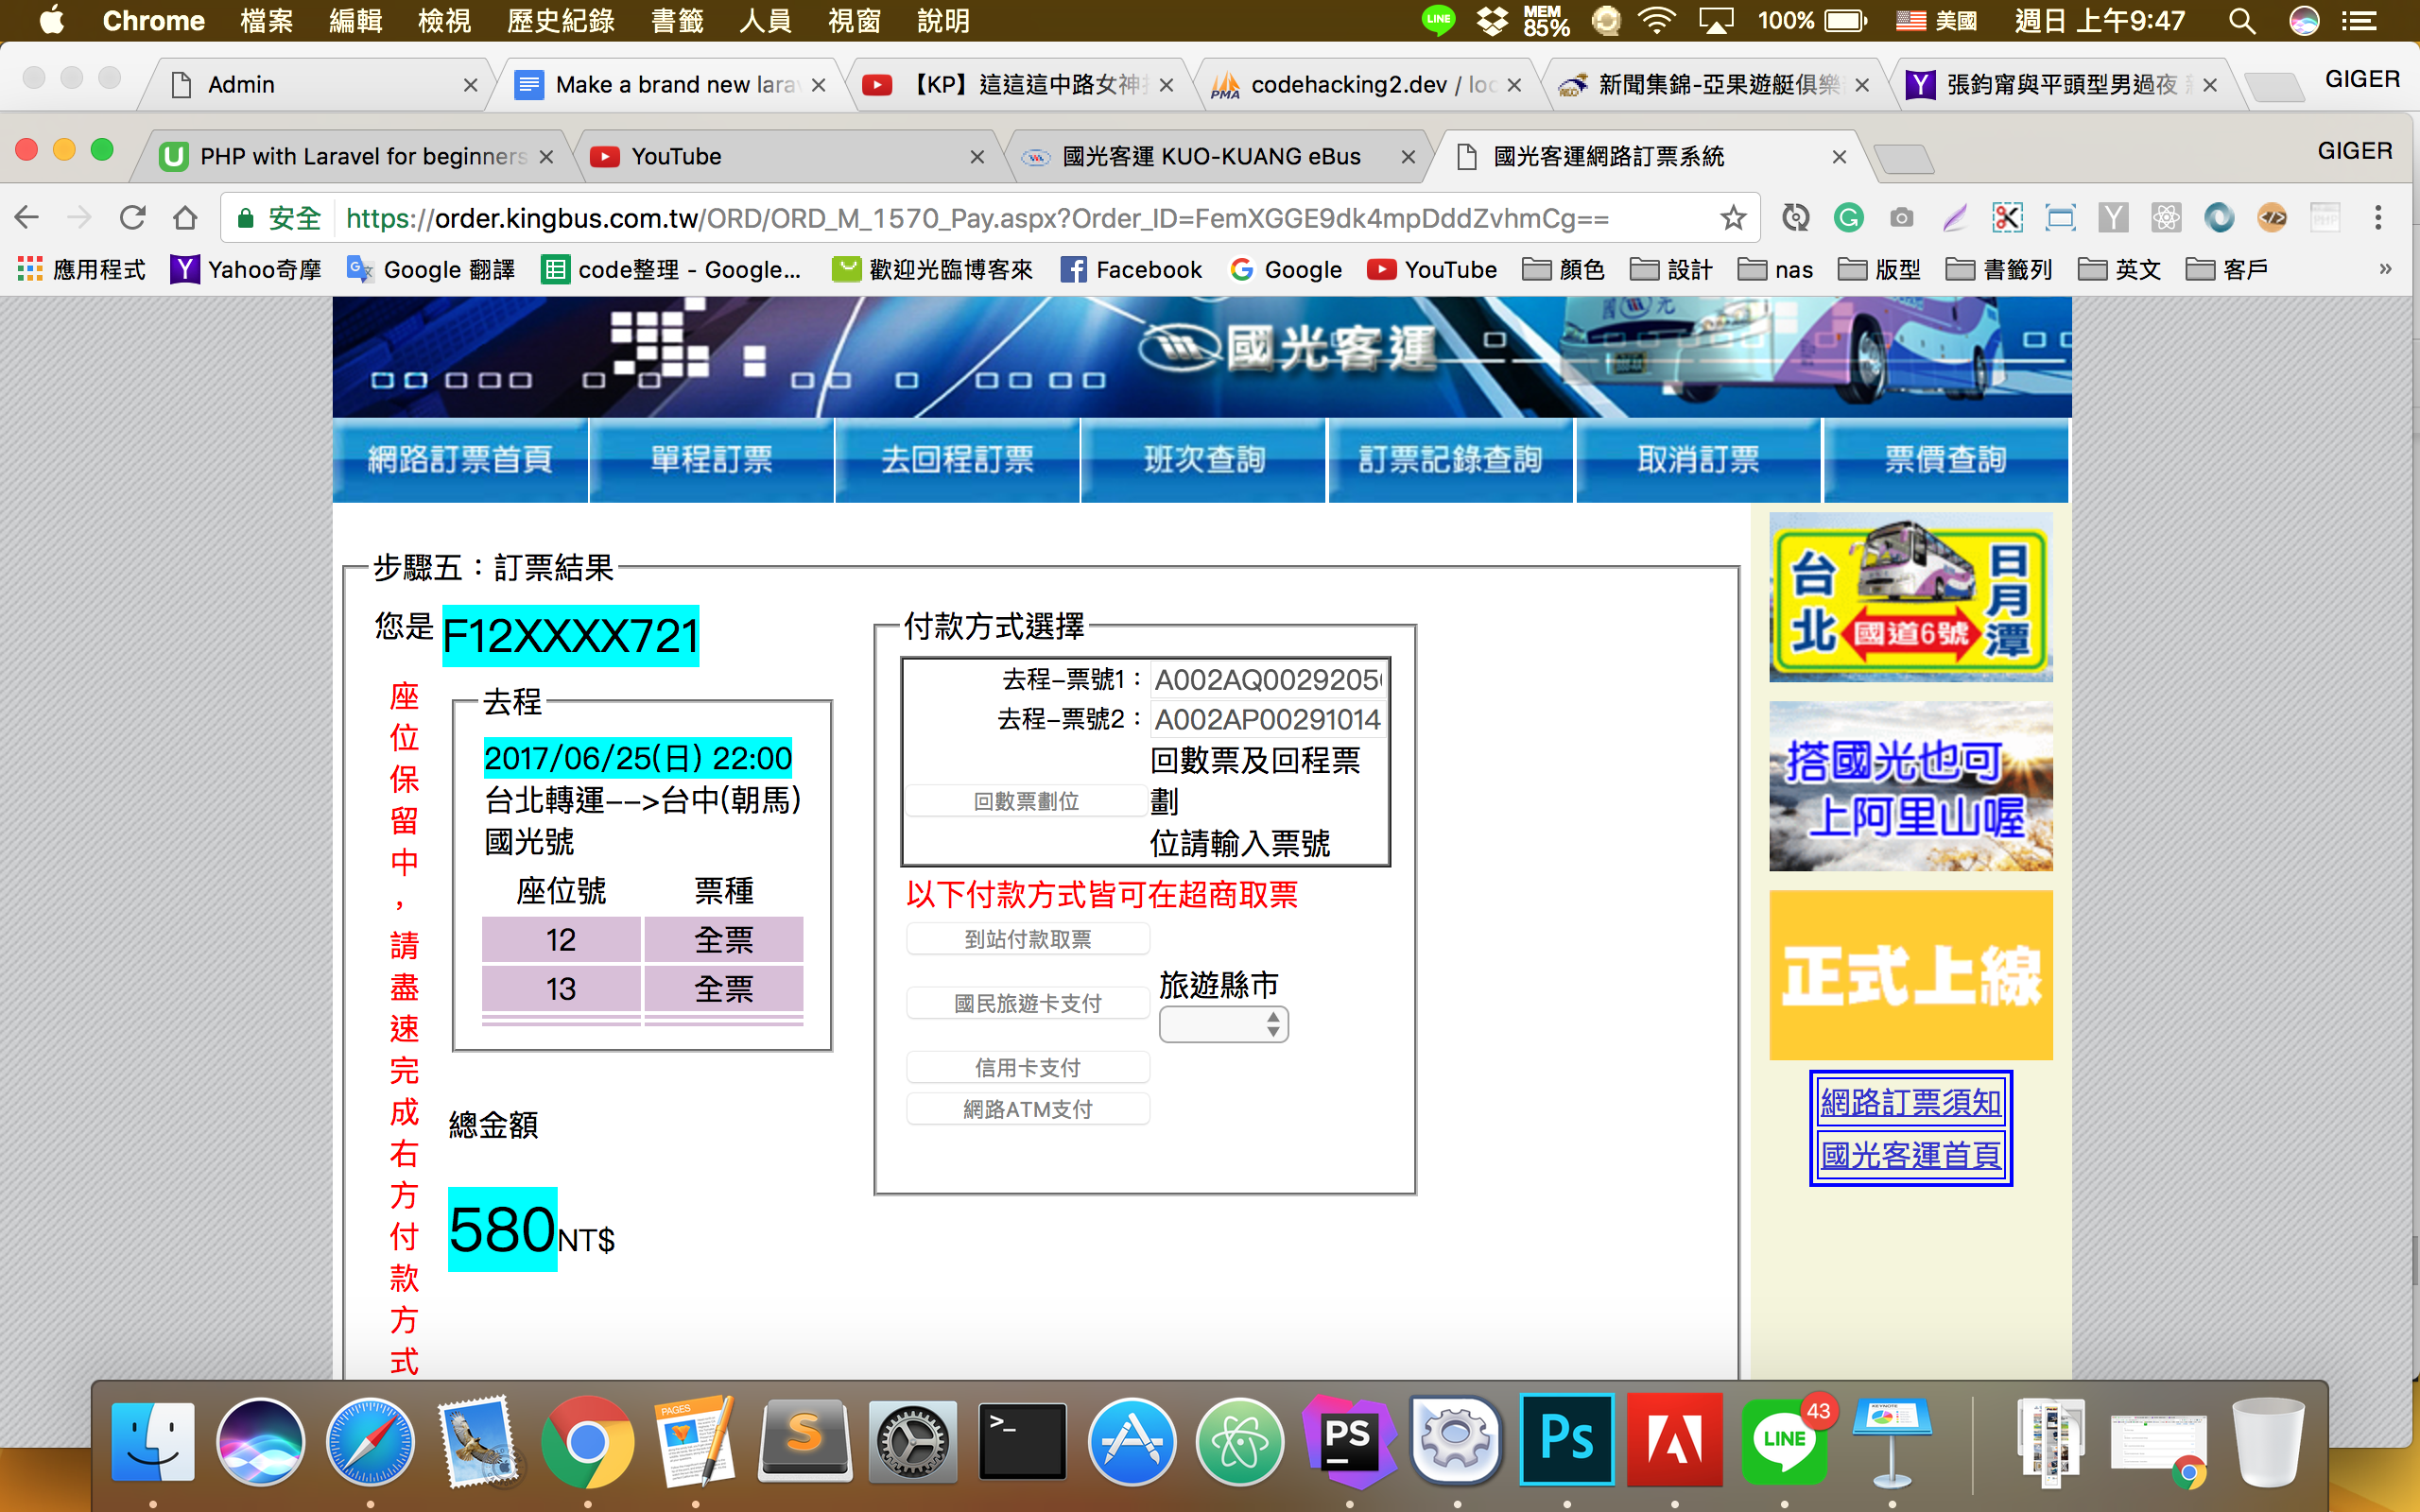 Chrome 檔案 編輯 檢視 歷史紀錄 書籤 人員 視窗 說明 LINE MEM 85% 100% 美國 週日 上午9:47
Admin Make a brand new lara 【KP】這這這中路女神 codehacking2.dev / loc 新聞集錦-亞果遊艇俱樂 張鈞甯與平頭型男過夜 GIGER
PHP with Laravel for beginners YouTube 國光客運 KUO-KUANG eBus 國光客運網路訂票系統 GIGER
安全 https://order.kingbus.com.tw/ORD/ORD_M_1570_Pay.aspx?Order_ID=FemXGGE9dk4mpDddZvhmCg==
應用程式 Yahoo奇摩 Google 翻譯 code整理 - Google... 歡迎光臨博客來 Facebook Google YouTube 顏色 設計 nas 版型 書籤列 英文 客戶 »
國光客運
網路訂票首頁 單程訂票 去回程訂票 班次查詢 訂票記錄查詢 取消訂票 票價查詢
步驟五：訂票結果
您是 F12XXXX721
座位保留中，請盡速完成右方付款方式
去程
2017/06/25(日) 22:00
台北轉運-->台中(朝馬)
國光號
座位號 票種
12 全票
13 全票
總金額
580NT$
付款方式選擇
去程-票號1： A002AQ0029205
去程-票號2： A002AP00291014
回數票劃位
回數票及回程票
劃
位請輸入票號
以下付款方式皆可在超商取票
到站付款取票
國民旅遊卡支付 旅遊縣市
信用卡支付
網路ATM支付
台北 國道6號 日月潭
搭國光也可
上阿里山喔
正式上線
網路訂票須知
國光客運首頁
PAGES S >_ PS Ps LINE 43 KEYNOTE